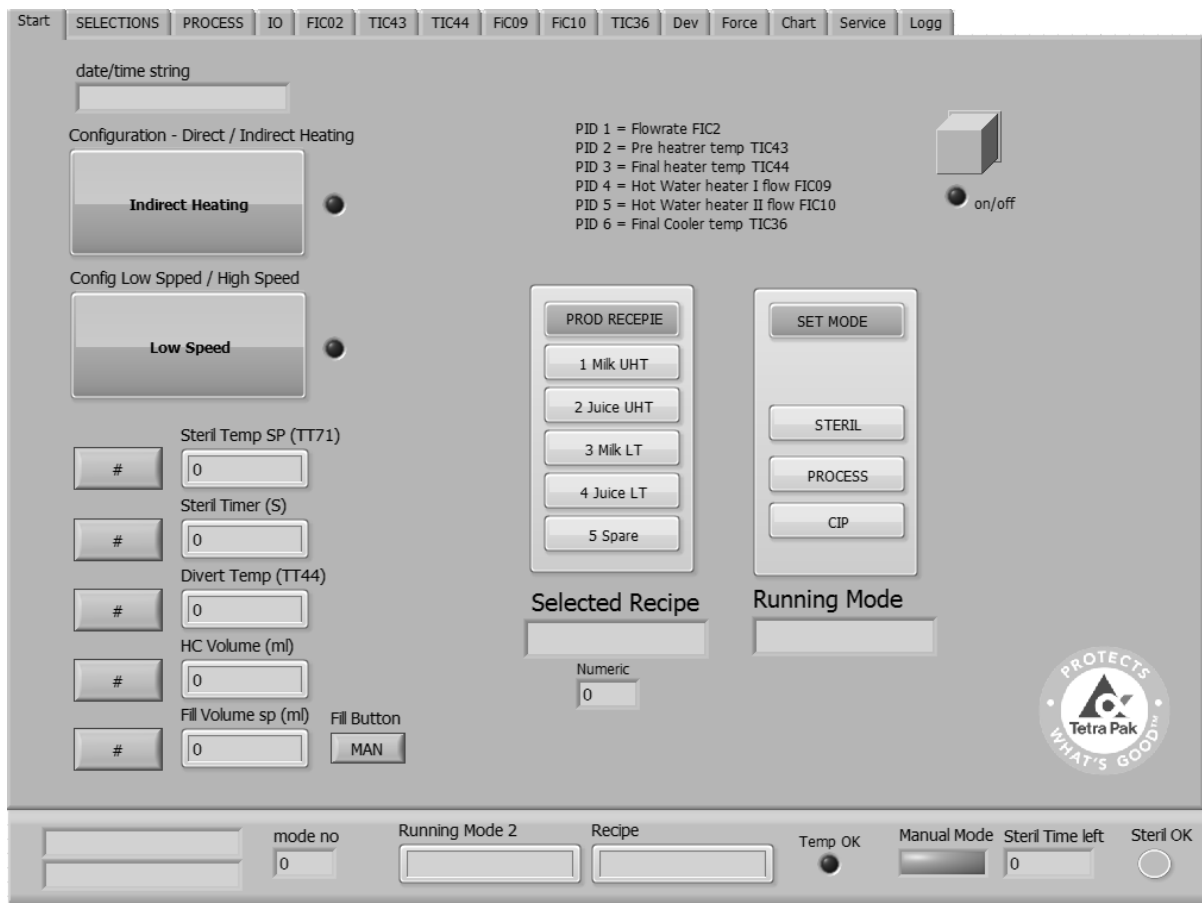 Start SELECTIONS PROCESS IO FIC02 TIC43 TIC44 FiC09 FiC10 TIC36 Dev Force Chart Service Logg
date/time string
Configuration - Direct / Indirect Heating
Indirect Heating
Config Low Spped / High Speed
Low Speed
Steril Temp SP (TT71)
# 0
Steril Timer (S)
# 0
Divert Temp (TT44)
# 0
HC Volume (ml)
# 0
Fill Volume sp (ml) Fill Button
# 0 MAN
PID 1 = Flowrate FIC2
PID 2 = Pre heatrer temp TIC43
PID 3 = Final heater temp TIC44
PID 4 = Hot Water heater I flow FIC09
PID 5 = Hot Water heater II flow FIC10
PID 6 = Final Cooler temp TIC36
on/off
PROD RECEPIE
1 Milk UHT
2 Juice UHT
3 Milk LT
4 Juice LT
5 Spare
Selected Recipe
Numeric
0
SET MODE
STERIL
PROCESS
CIP
Running Mode
PROTECTS
Tetra Pak
WHAT'S GOOD™
mode no Running Mode 2 Recipe Temp OK Manual Mode Steril Time left Steril OK
0 0